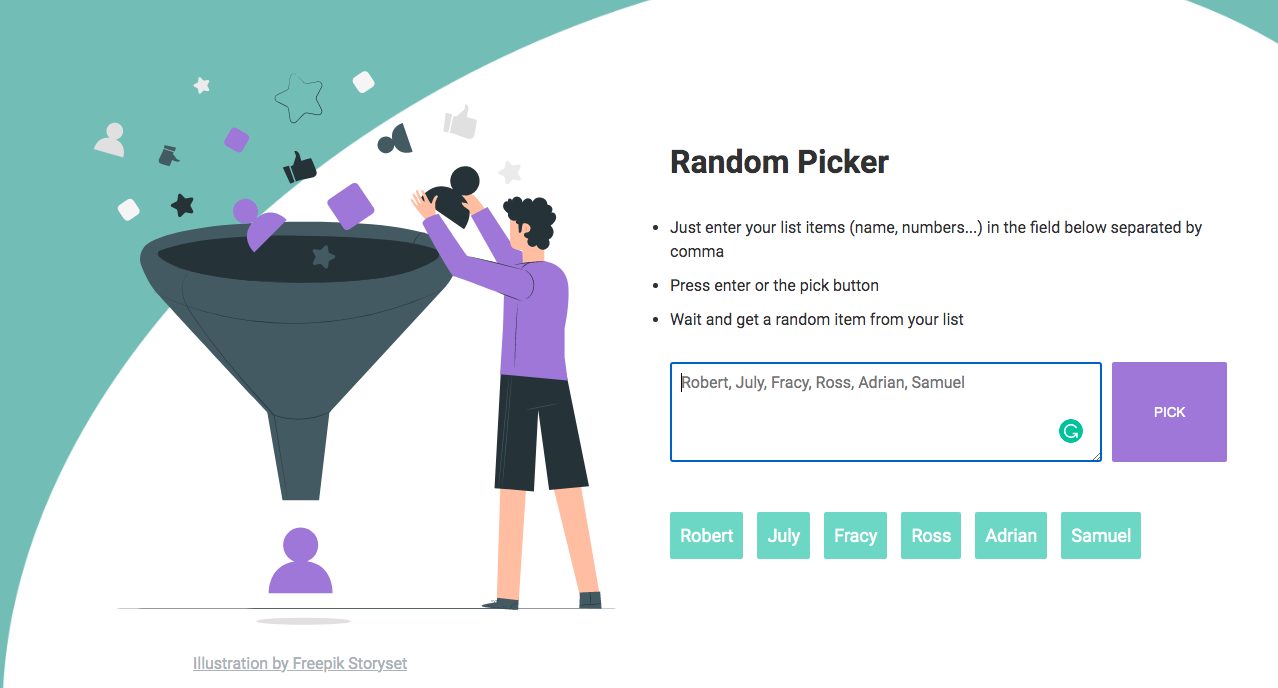 Random Picker
Just enter your list items (name, numbers...) in the field below separated by
comma
Press enter or the pick button
Wait and get a random item from your list
Robert, July, Fracy, Ross, Adrian, Samuel
PICK
Robert July Fracy Ross Adrian Samuel
Illustration by Freepik Storyset